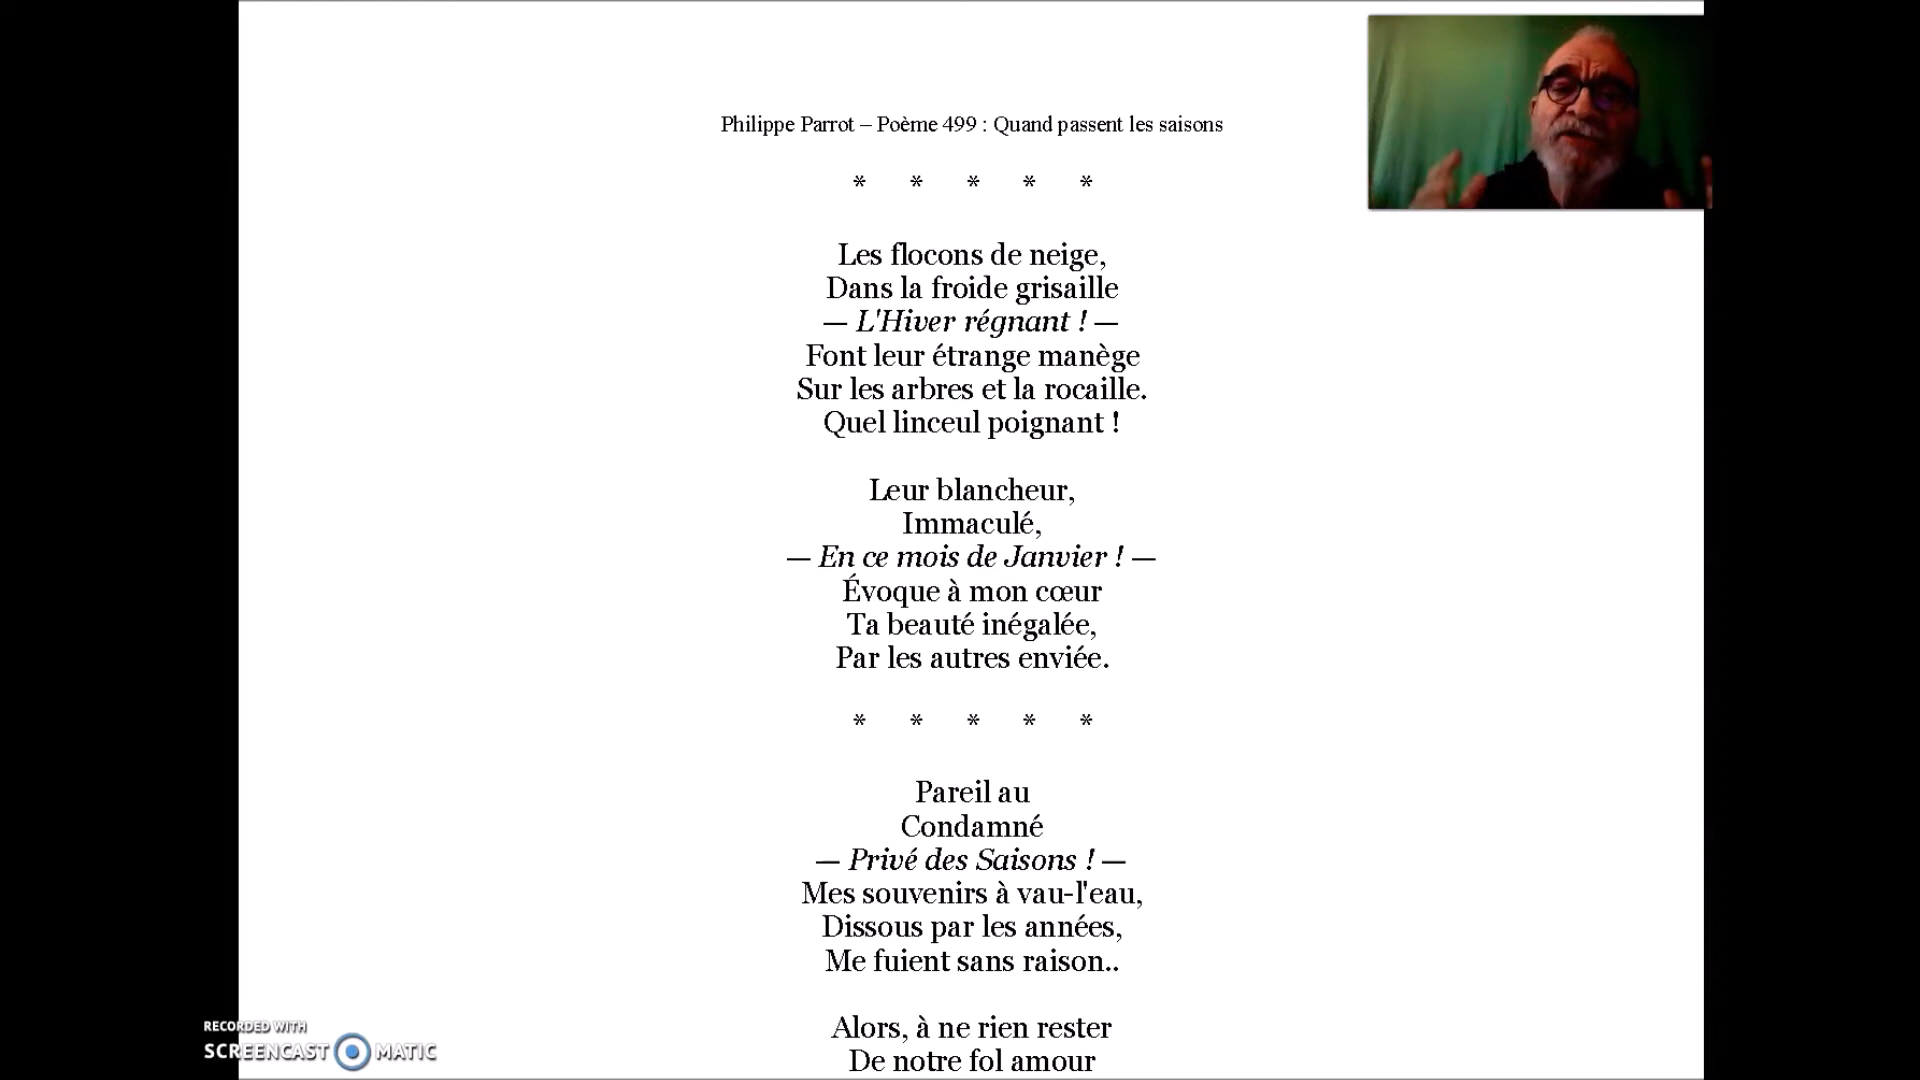 Philippe Parrot – Poème 499 : Quand passent les saisons
* * * * *
Les flocons de neige,
Dans la froide grisaille
— L'Hiver régnant ! —
Font leur étrange manège
Sur les arbres et la rocaille.
Quel linceul poignant !
Leur blancheur,
Immaculé,
— En ce mois de Janvier ! —
Évoque à mon cœur
Ta beauté inégalée,
Par les autres enviée.
* * * * *
Pareil au
Condamné
— Privé des Saisons ! —
Mes souvenirs à vau-l'eau,
Dissous par les années,
Me fuient sans raison..
Alors, à ne rien rester
De notre fol amour
RECORDED WITH
SCREENCAST MATIC